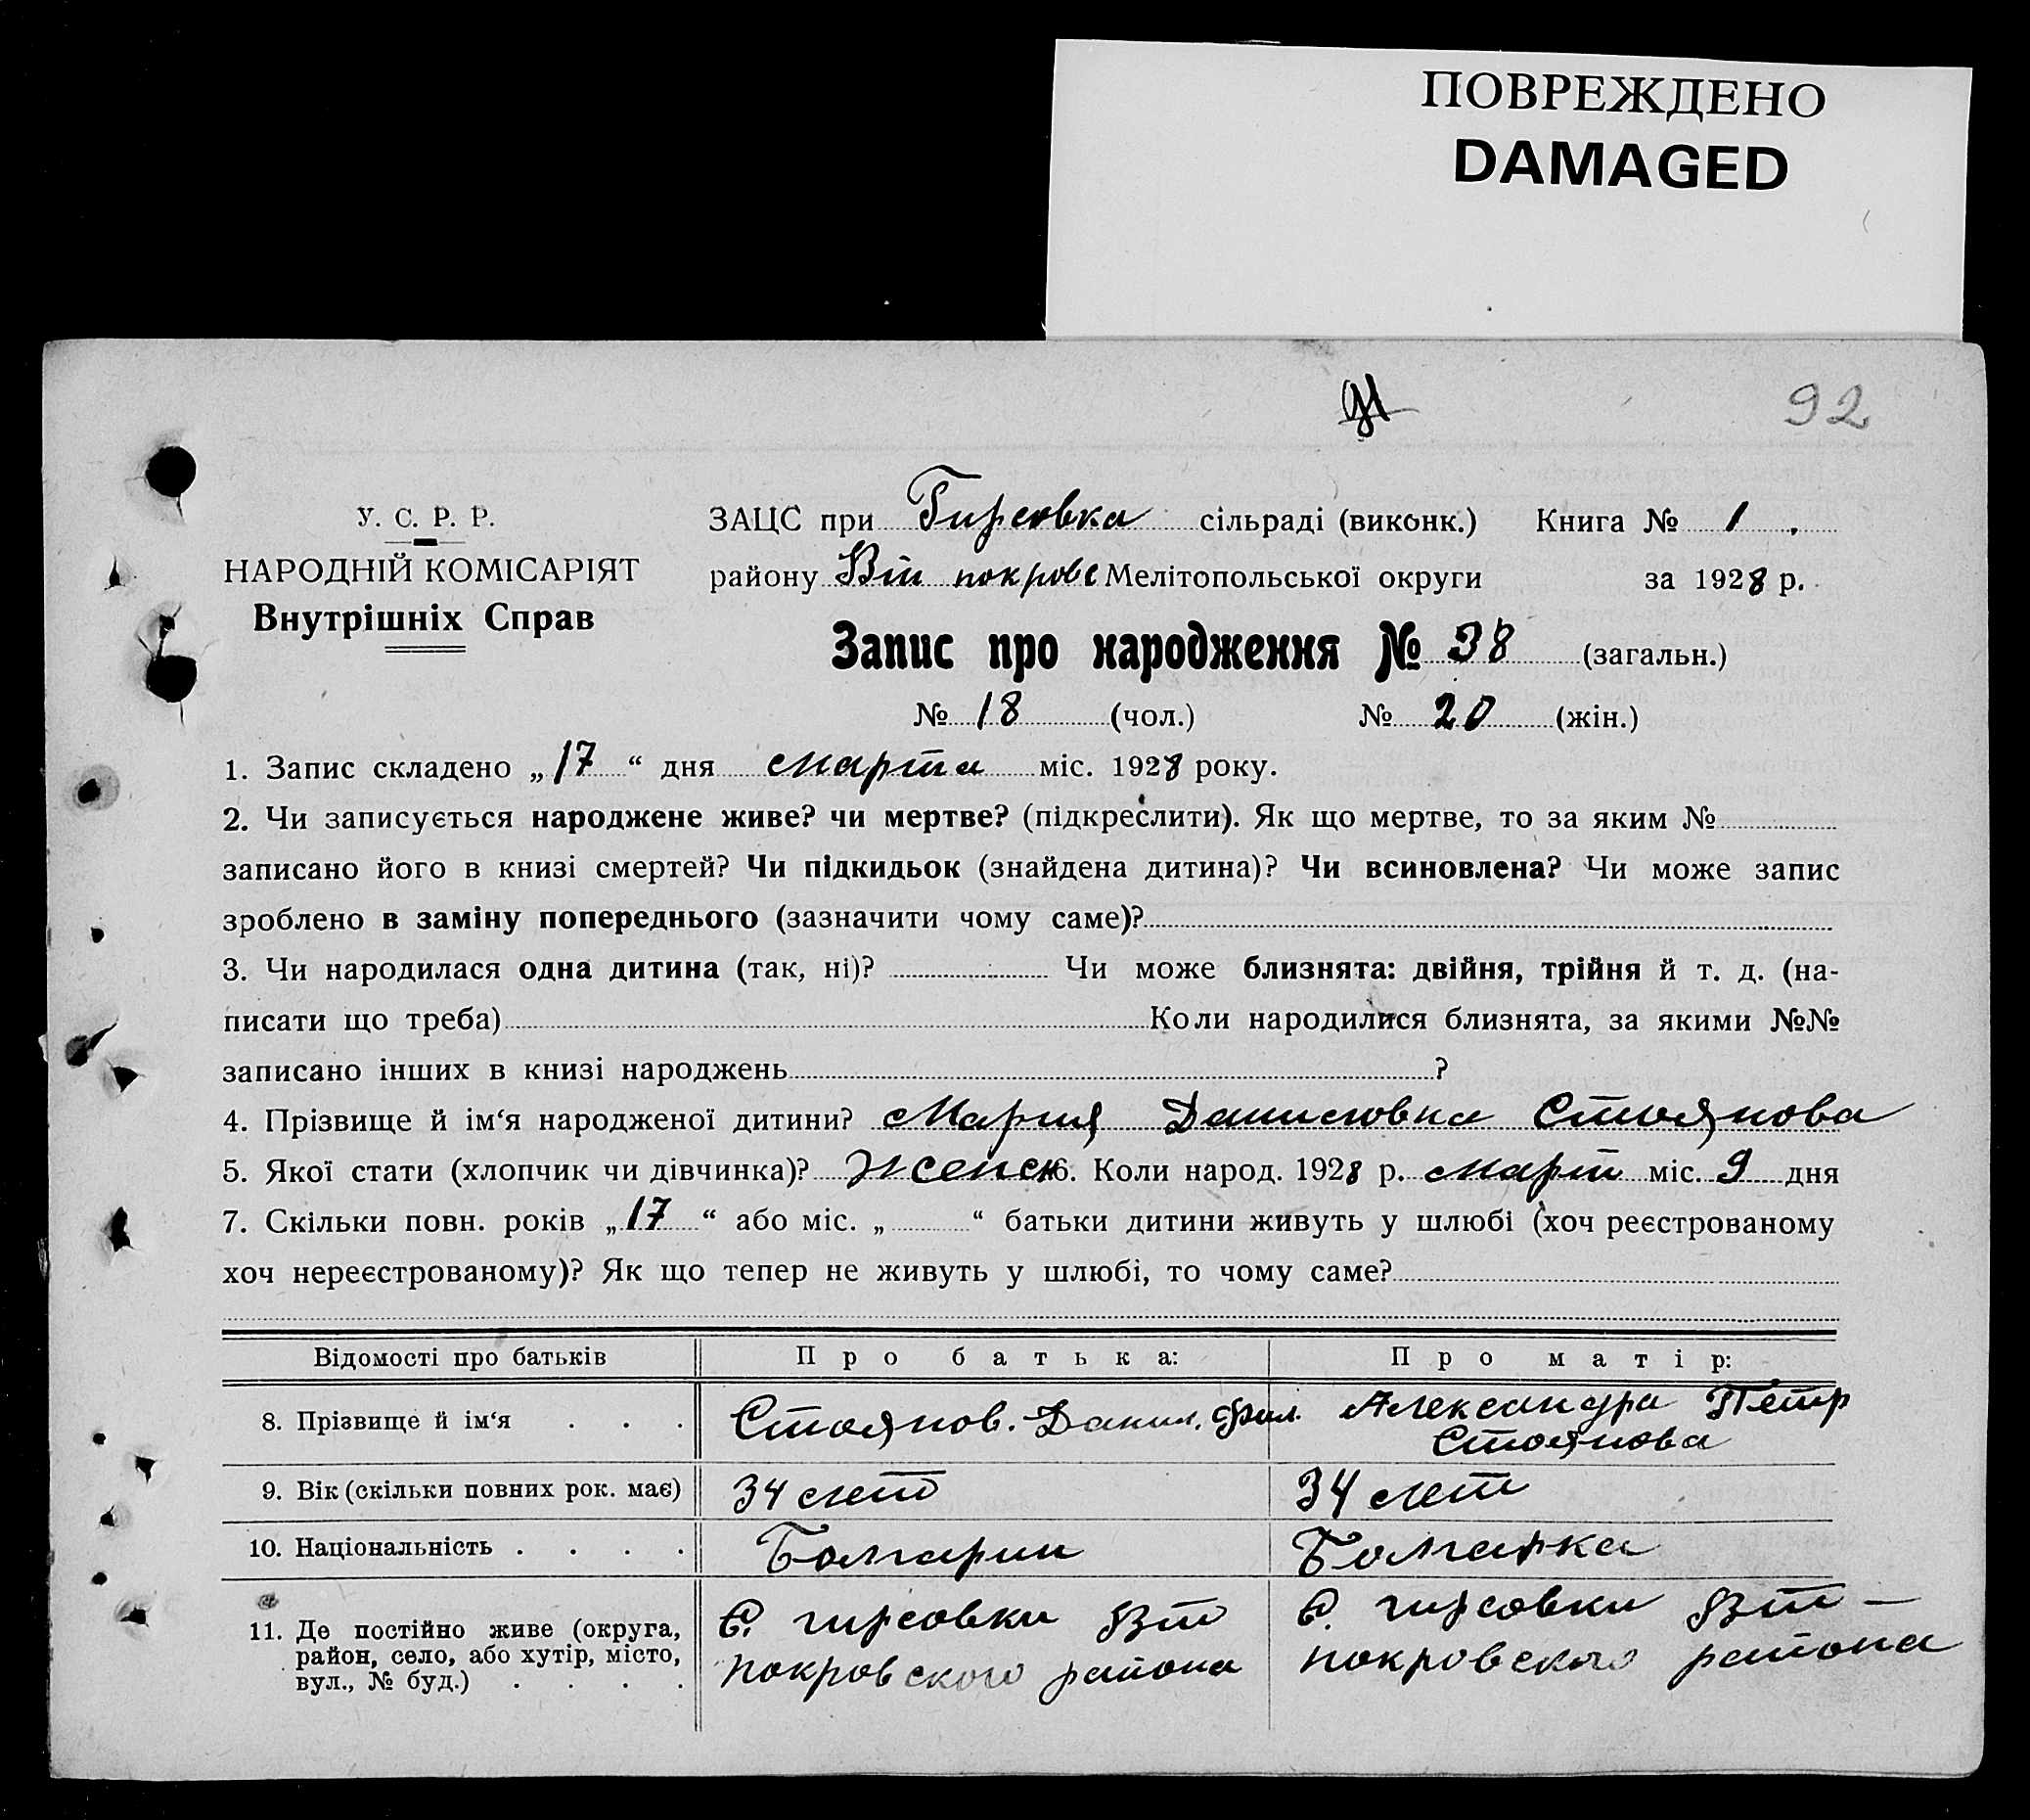 ПОВРЕЖДЕНО
DAMAGED
91
92
У. С. Р. Р.
НАРОДНІЙ КОМІСАРІЯТ
Внутрішніх Справ
ЗАЦС при Гирсовка сільраді (виконк.) Книга № 1.
району Вт покровс Мелітопольської округи за 1928 р.
Запис про народження № 38 (загальн.)
№ 18 (чол.) № 20 (жін.)
1. Запис складено „17“ дня марта міс. 1928 року.
2. Чи записується народжене живе? чи мертве? (підкреслити). Як що мертве, то за яким №
записано його в книзі смертей? Чи підкидьок (знайдена дитина)? Чи всиновлена? Чи може запис
зроблено в заміну попереднього (зазначити чому саме)?
3. Чи народилася одна дитина (так, ні)? Чи може близнята: двійня, трійня й т. д. (на-
писати що треба) Коли народилися близнята, за якими №№
записано інших в книзі народжень ?
4. Прізвище й ім‘я народженої дитини? Мария Даниловна Стоянова
5. Якої стати (хлопчик чи дівчинка)? Женск 6. Коли народ. 1928 р. март міс. 9 дня
7. Скільки повн. років „17“ або міс. „ “ батьки дитини живуть у шлюбі (хоч реєстрованому
хоч нереєстрованому)? Як що тепер не живуть у шлюбі, то чому саме?
Відомості про батьків Про батька: Про матір:
8. Прізвище й ім‘я . . . Стоянов. Данил. Фил. Александра Петр
Стоянова
9. Вік (скільки повних рок. має) 34 лет 34 лет
10. Національність . . . . Болгарин Болгарка
11. Де постійно живе (округа, район, село, або хутір, місто, вул., № буд.) . . . .
С. гирсовки Вт
покровского района
С. гирсовки Вт —
покровского района